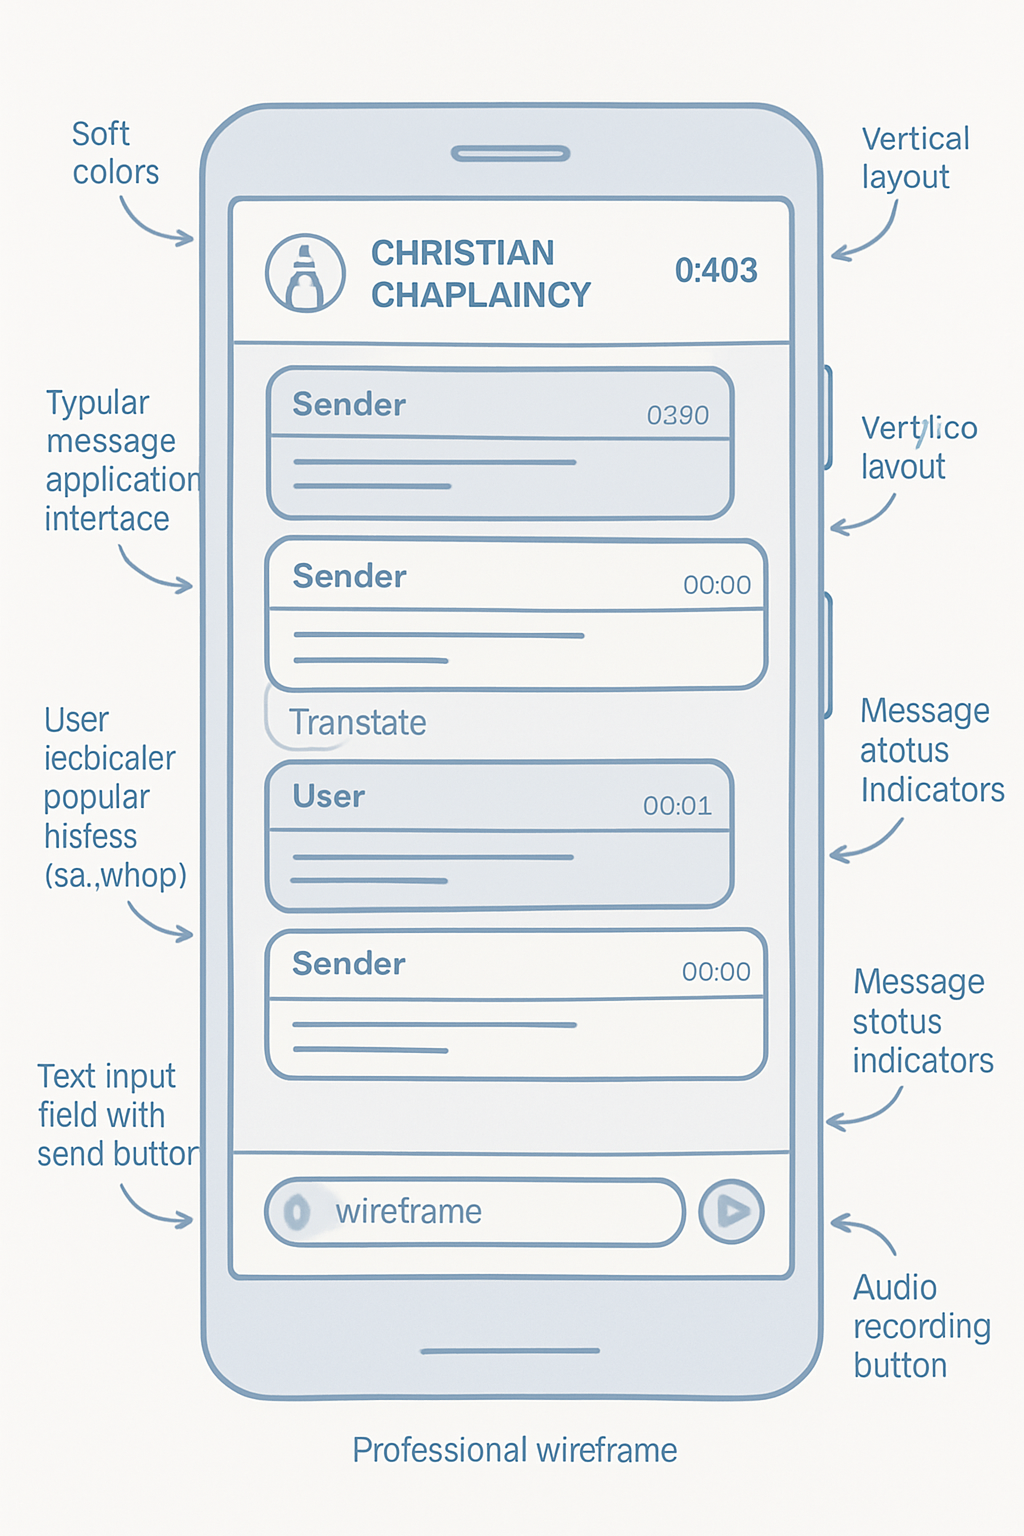 Soft
colors
Vertical
layout
CHRISTIAN
CHAPLAINCY
0:403
Sender
0390
Typular
message
application
intertace
Vertlico
lavout
Sender
00:00
Transtate
User
iecbicaler
popular
hisfess
(sa.,whop)
Message
atotus
Indicators
User
00:01
Sender
00:00
Message
stotus
indicators
Text input
field with
send buttor
wireframe
Audio
recording
button
Professional wireframe